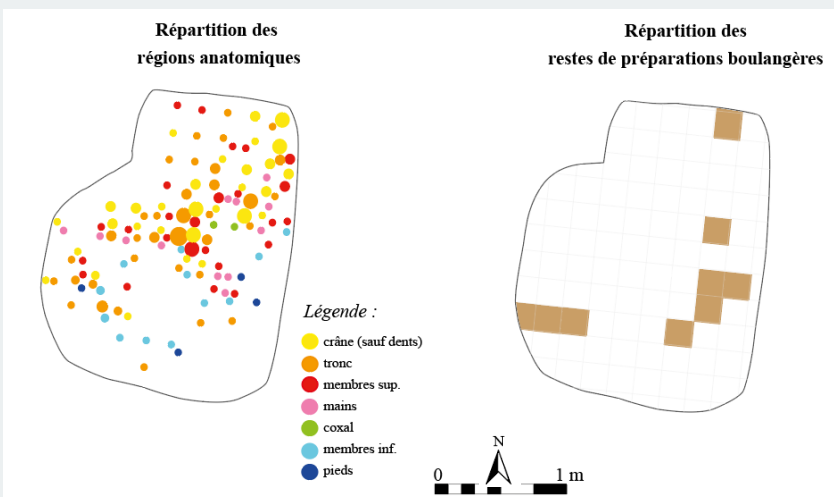 Répartition des
régions anatomiques
Répartition des
restes de préparations boulangères
Légende :
crâne (sauf dents)
tronc
membres sup.
mains
coxal
membres inf.
pieds
N
0 1 m